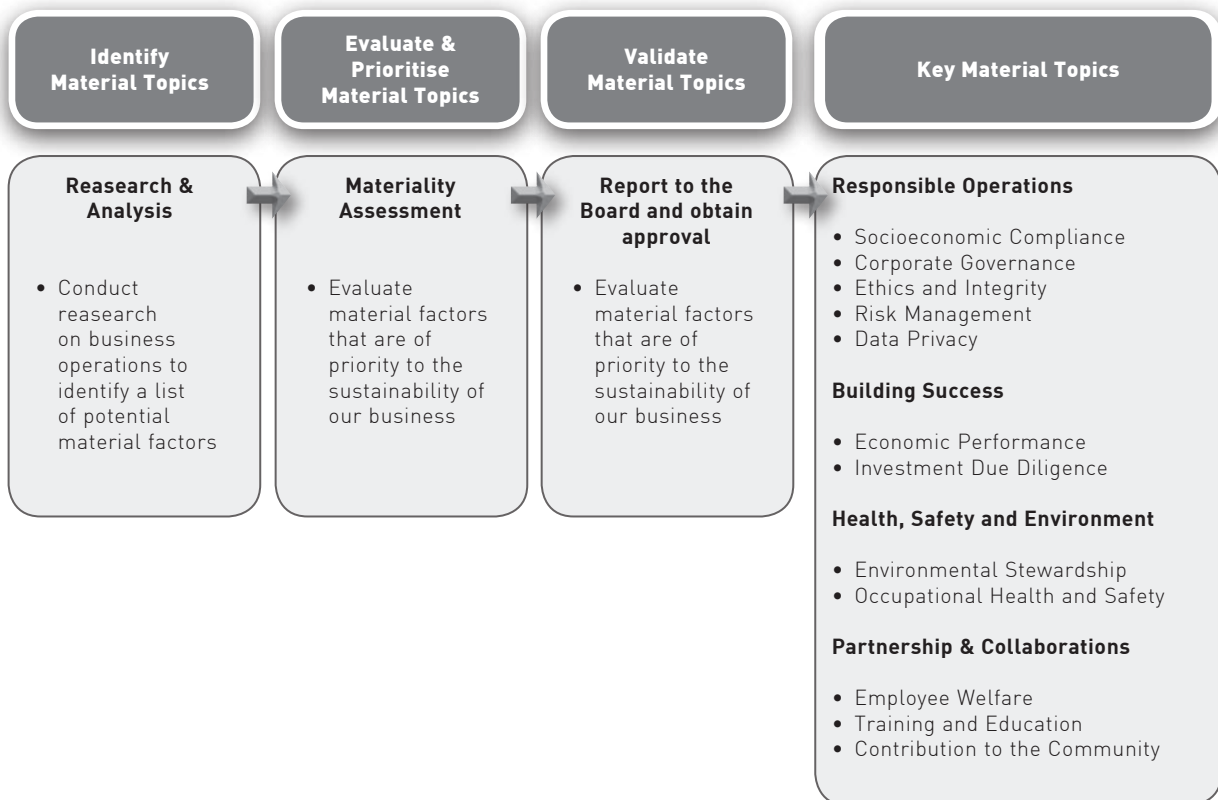 Identify
Material Topics
Evaluate &
Prioritise
Material Topics
Validate
Material Topics
Key Material Topics
Reasearch &
Analysis
• Conduct
reasearch
on business
operations to
identify a list
of potential
material factors
Materiality
Assessment
• Evaluate
material factors
that are of
priority to the
sustainability of
our business
Report to the
Board and obtain
approval
• Evaluate
material factors
that are of
priority to the
sustainability of
our business
Responsible Operations
• Socioeconomic Compliance
• Corporate Governance
• Ethics and Integrity
• Risk Management
• Data Privacy
Building Success
• Economic Performance
• Investment Due Diligence
Health, Safety and Environment
• Environmental Stewardship
• Occupational Health and Safety
Partnership & Collaborations
• Employee Welfare
• Training and Education
• Contribution to the Community